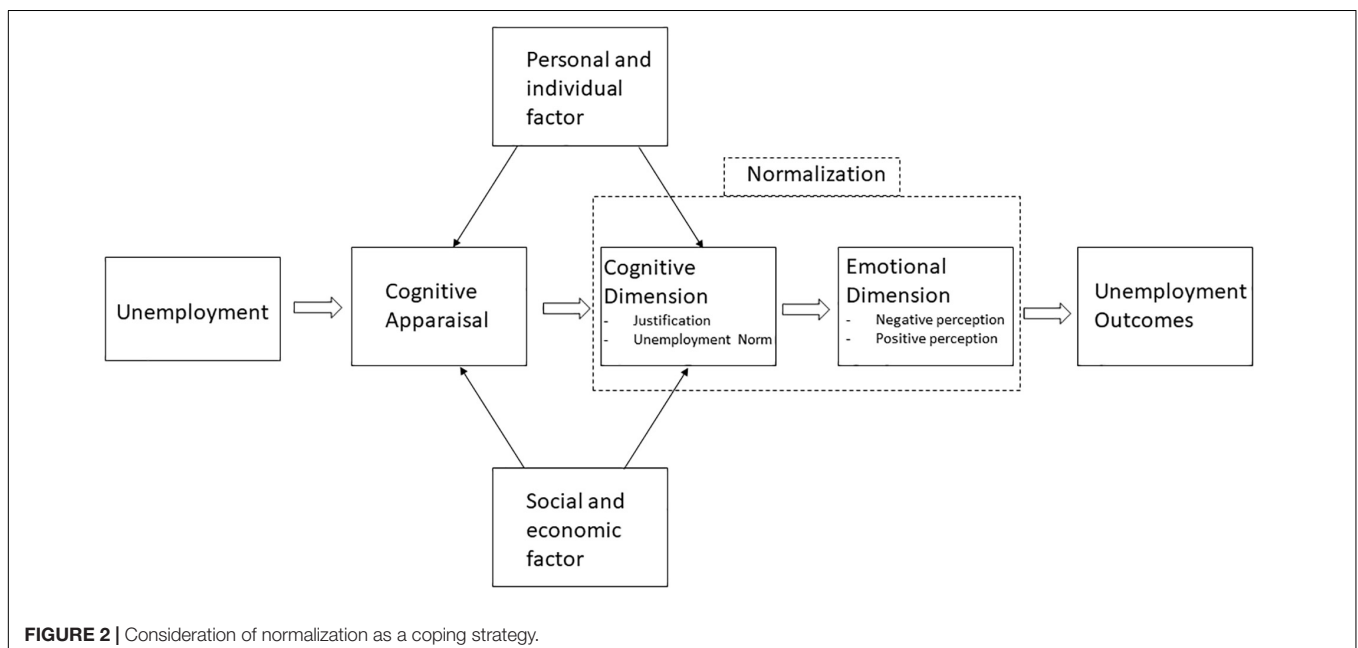 Personal and
individual
factor
Normalization
Unemployment
Cognitive
Apparaisal
Cognitive
Dimension
- Justification
- Unemployment Norm
Emotional
Dimension
- Negative perception
- Positive perception
Unemployment
Outcomes
Social and
economic
factor
FIGURE 2 | Consideration of normalization as a coping strategy.